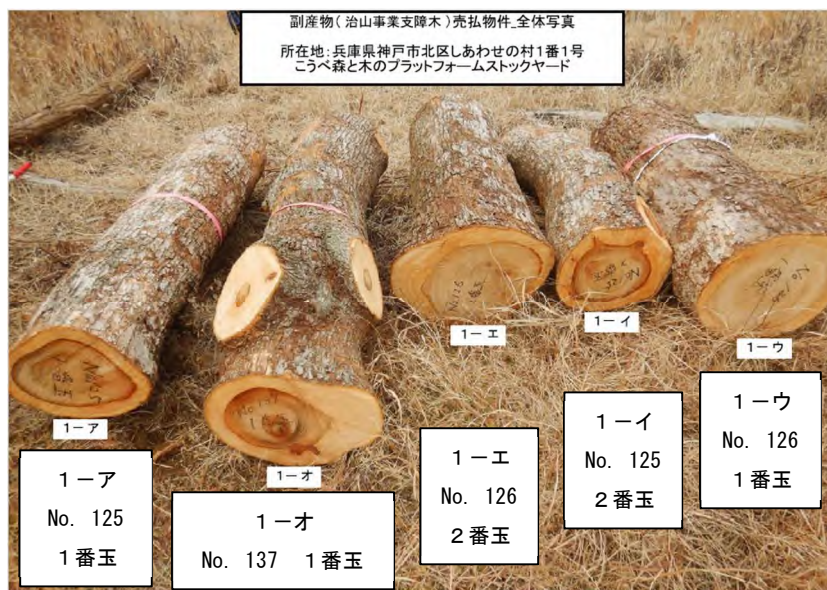 副産物（治山事業支障木）売払物件_全体写真
所在地：兵庫県神戸市北区しあわせの村１番１号
こうべ森と木のプラットフォームストックヤード
１－ア
１－オ
１－エ
１－イ
１－ウ
１－ア
No. 125
１番玉
１－オ
No. 137　１番玉
１－エ
No. 126
２番玉
１－イ
No. 125
２番玉
１－ウ
No. 126
１番玉